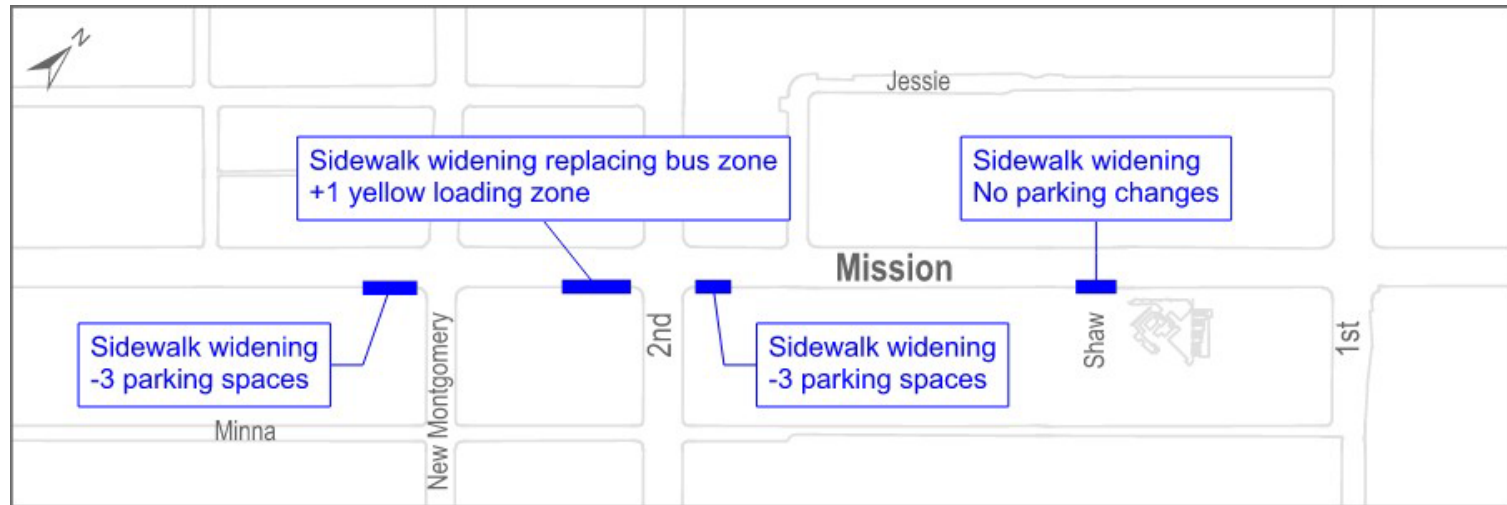 N
Jessie
Sidewalk widening replacing bus zone
+1 yellow loading zone
Sidewalk widening
No parking changes
Mission
Sidewalk widening
-3 parking spaces
New Montgomery
2nd
Sidewalk widening
-3 parking spaces
Shaw
1st
Minna